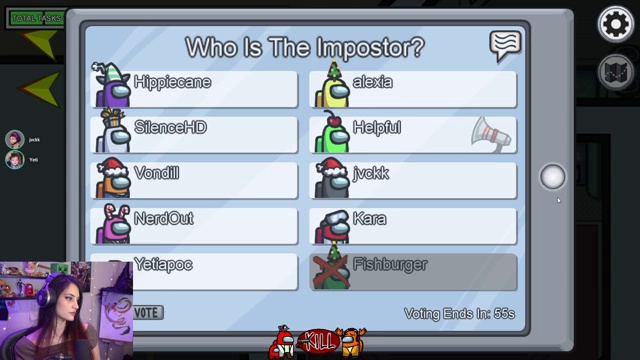 TOTAL TASKS
Who Is The Impostor?
Hippiecane
alexia
SilenceHD
Helpful
jvckk
Yeti
Vondill
jvckk
NerdOut
Kara
Yetiapoc
Fishburger
VOTE
Voting Ends In: 55s
KILL